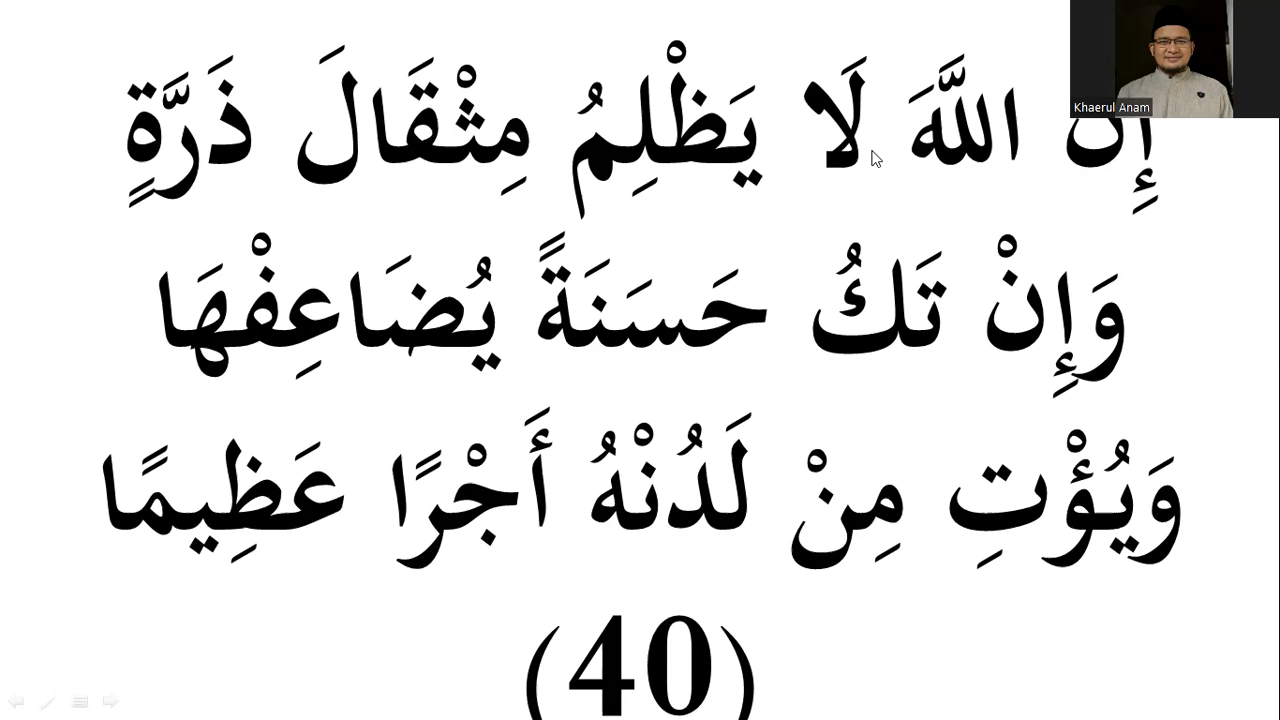 Khaerul Anam
إِنَّ اللَّهَ لَا يَظْلِمُ مِثْقَالَ ذَرَّةٍ
وَإِنْ تَكُ حَسَنَةً يُضَاعِفْهَا
وَيُؤْتِ مِنْ لَدُنْهُ أَجْرًا عَظِيمًا
(40)